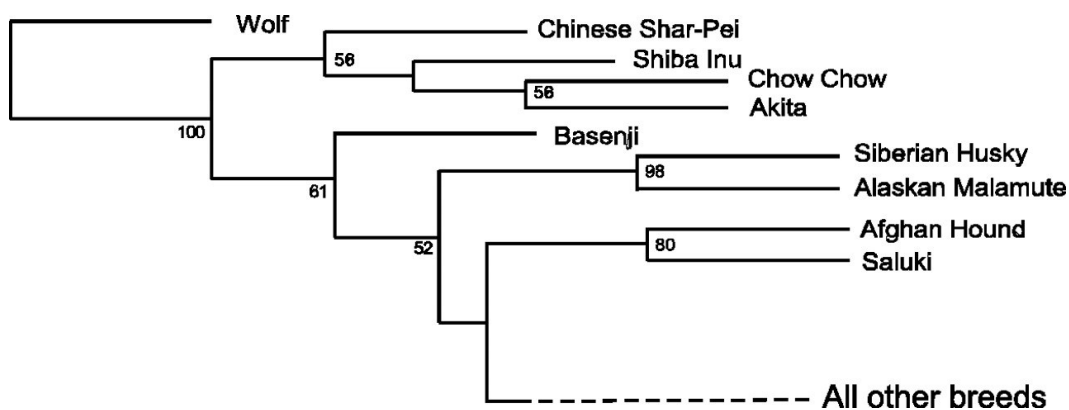 Wolf
Chinese Shar-Pei
56
Shiba Inu
Chow Chow
56
Akita
100
Basenji
Siberian Husky
98
Alaskan Malamute
61
Afghan Hound
52
80
Saluki
All other breeds